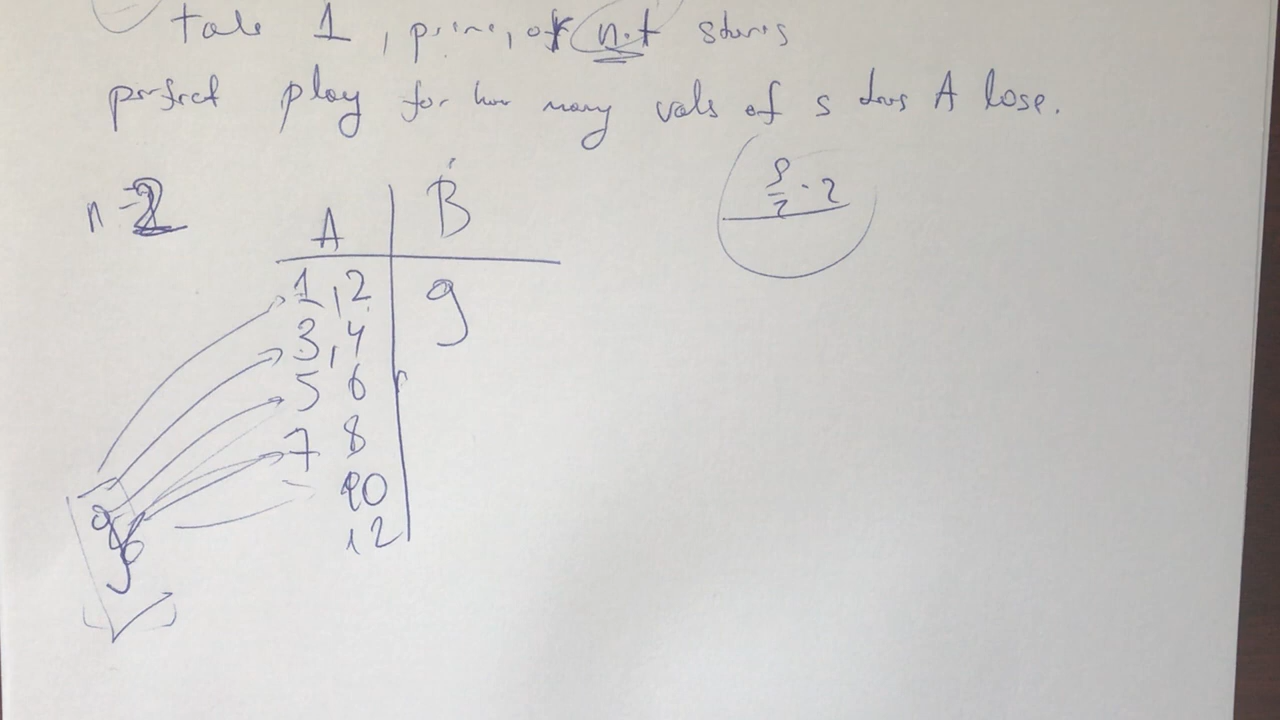 take 1, prime, or n·t stones
perfect play for how many vals of s does A lose.
n=2
A B
1,2 9
3,4
5 6
7 8
10
12
9